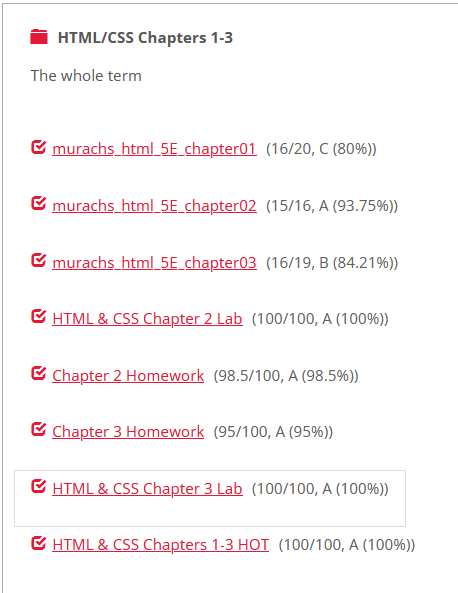 HTML/CSS Chapters 1-3
The whole term
murachs_html_5E_chapter01 (16/20, C (80%))
murachs_html_5E_chapter02 (15/16, A (93.75%))
murachs_html_5E_chapter03 (16/19, B (84.21%))
HTML & CSS Chapter 2 Lab (100/100, A (100%))
Chapter 2 Homework (98.5/100, A (98.5%))
Chapter 3 Homework (95/100, A (95%))
HTML & CSS Chapter 3 Lab (100/100, A (100%))
HTML & CSS Chapters 1-3 HOT (100/100, A (100%))